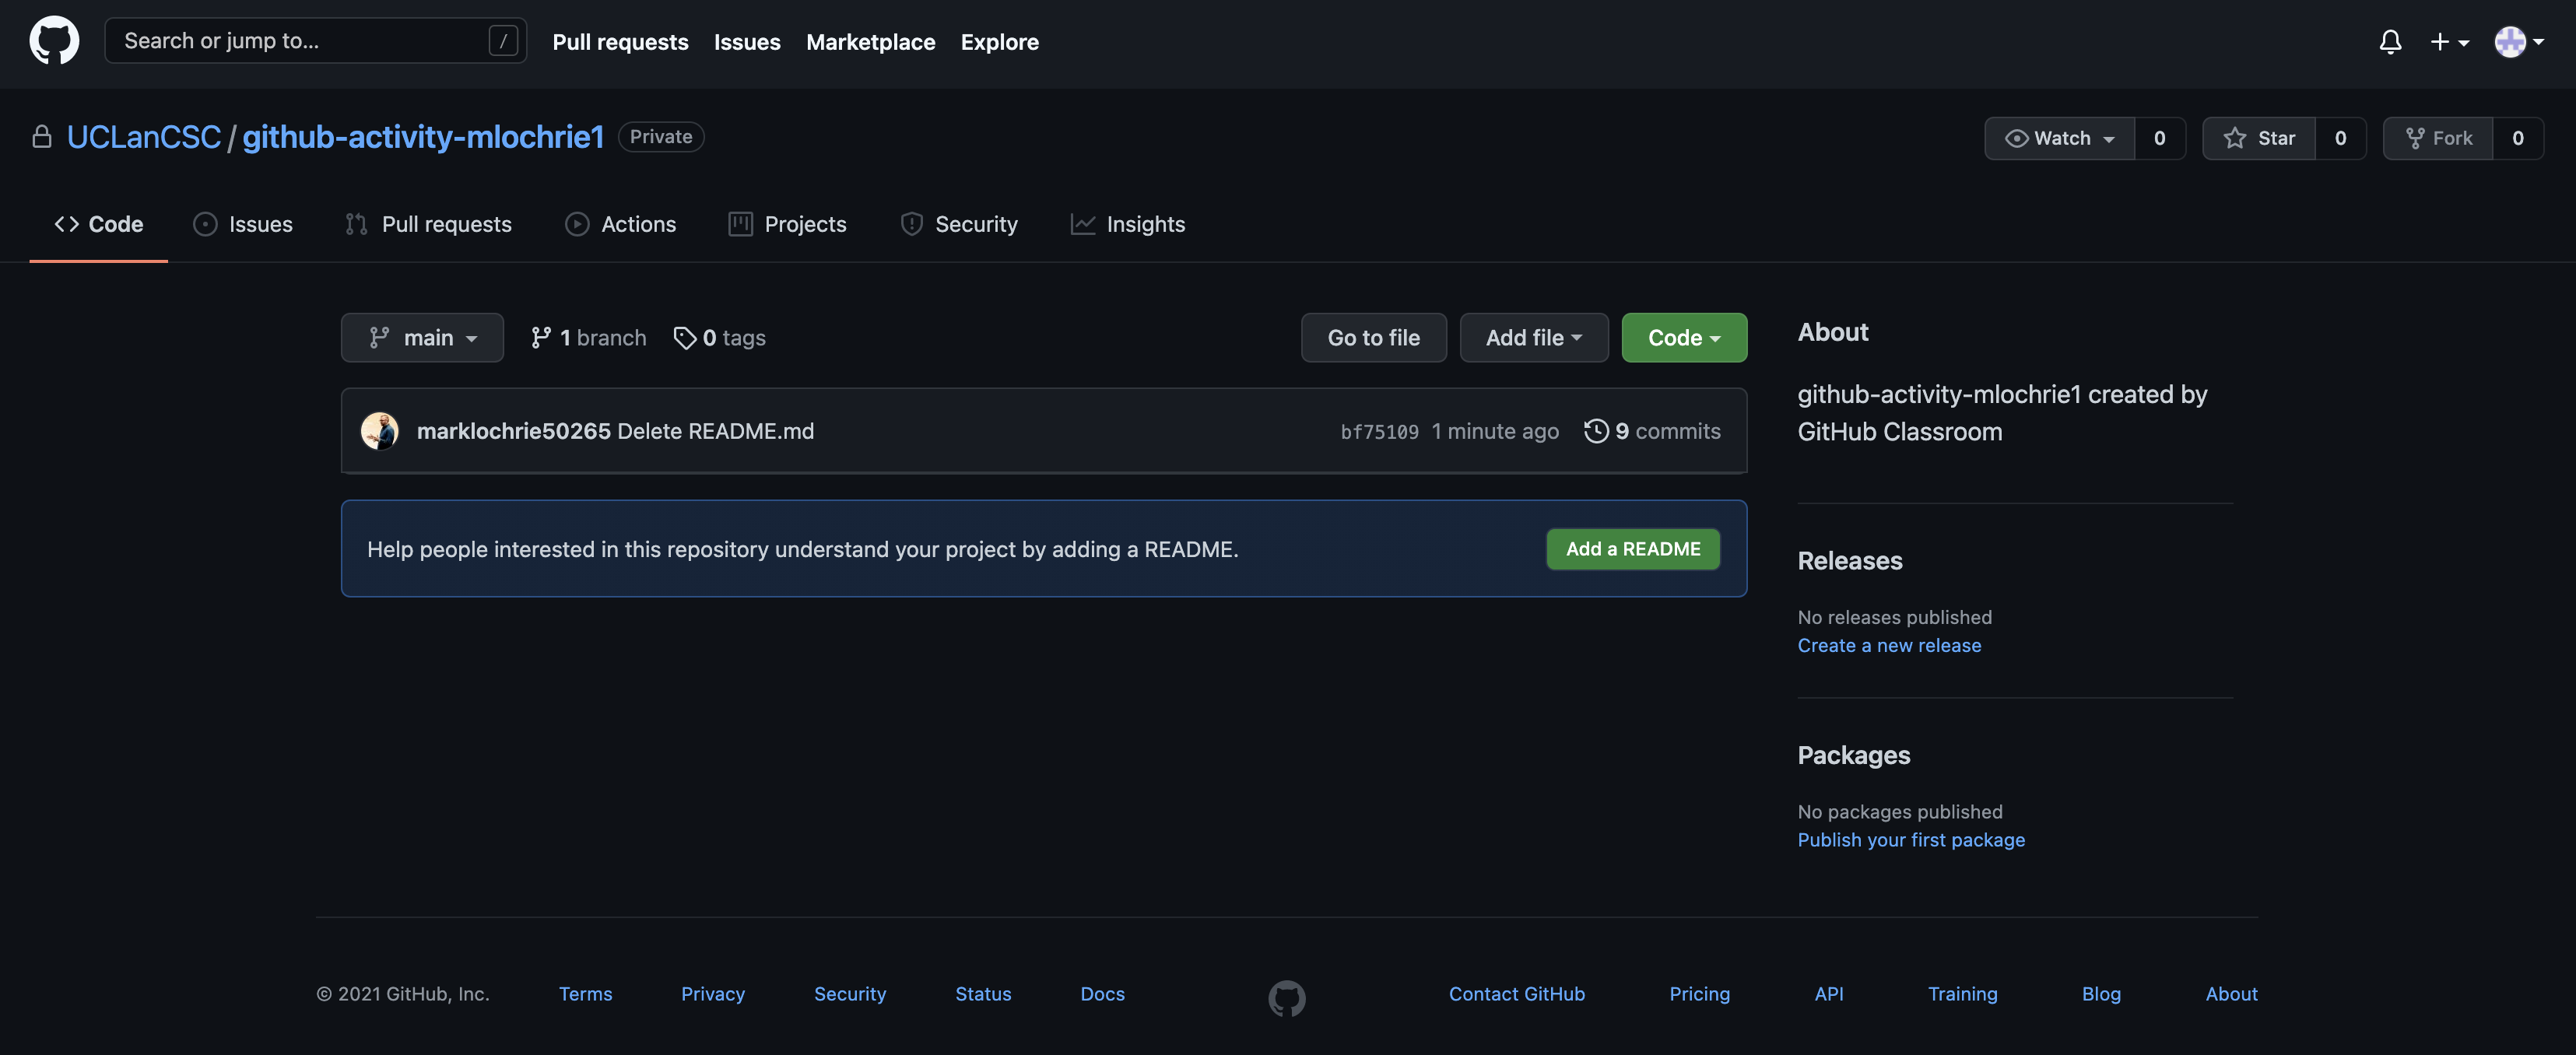 Search or jump to... / Pull requests Issues Marketplace Explore
UCLanCSC / github-activity-mlochrie1 Private Watch 0 Star 0 Fork 0
Code Issues Pull requests Actions Projects Security Insights
main 1 branch 0 tags Go to file Add file Code
marklochrie50265 Delete README.md bf75109 1 minute ago 9 commits
Help people interested in this repository understand your project by adding a README. Add a README
About
github-activity-mlochrie1 created by
GitHub Classroom
Releases
No releases published
Create a new release
Packages
No packages published
Publish your first package
© 2021 GitHub, Inc. Terms Privacy Security Status Docs Contact GitHub Pricing API Training Blog About